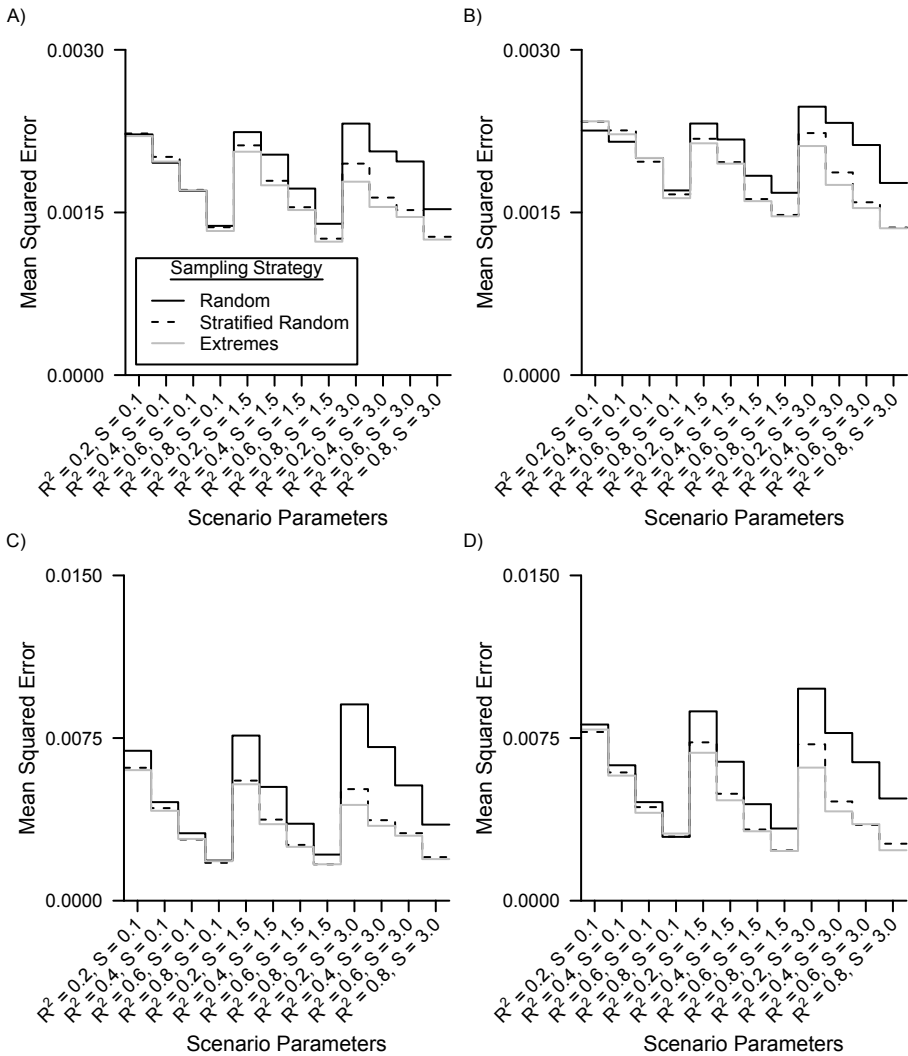 A)
Mean Squared Error
0.0030
0.0015
0.0000
Sampling Strategy
Random
Stratified Random
Extremes
R² = 0.2, S = 0.1
R² = 0.4, S = 0.1
R² = 0.6, S = 0.1
R² = 0.8, S = 0.1
R² = 0.2, S = 1.5
R² = 0.4, S = 1.5
R² = 0.6, S = 1.5
R² = 0.8, S = 1.5
R² = 0.2, S = 3.0
R² = 0.4, S = 3.0
R² = 0.6, S = 3.0
R² = 0.8, S = 3.0
Scenario Parameters
B)
Mean Squared Error
0.0030
0.0015
0.0000
R² = 0.2, S = 0.1
R² = 0.4, S = 0.1
R² = 0.6, S = 0.1
R² = 0.8, S = 0.1
R² = 0.2, S = 1.5
R² = 0.4, S = 1.5
R² = 0.6, S = 1.5
R² = 0.8, S = 1.5
R² = 0.2, S = 3.0
R² = 0.4, S = 3.0
R² = 0.6, S = 3.0
R² = 0.8, S = 3.0
Scenario Parameters
C)
Mean Squared Error
0.0150
0.0075
0.0000
R² = 0.2, S = 0.1
R² = 0.4, S = 0.1
R² = 0.6, S = 0.1
R² = 0.8, S = 0.1
R² = 0.2, S = 1.5
R² = 0.4, S = 1.5
R² = 0.6, S = 1.5
R² = 0.8, S = 1.5
R² = 0.2, S = 3.0
R² = 0.4, S = 3.0
R² = 0.6, S = 3.0
R² = 0.8, S = 3.0
Scenario Parameters
D)
Mean Squared Error
0.0150
0.0075
0.0000
R² = 0.2, S = 0.1
R² = 0.4, S = 0.1
R² = 0.6, S = 0.1
R² = 0.8, S = 0.1
R² = 0.2, S = 1.5
R² = 0.4, S = 1.5
R² = 0.6, S = 1.5
R² = 0.8, S = 1.5
R² = 0.2, S = 3.0
R² = 0.4, S = 3.0
R² = 0.6, S = 3.0
R² = 0.8, S = 3.0
Scenario Parameters